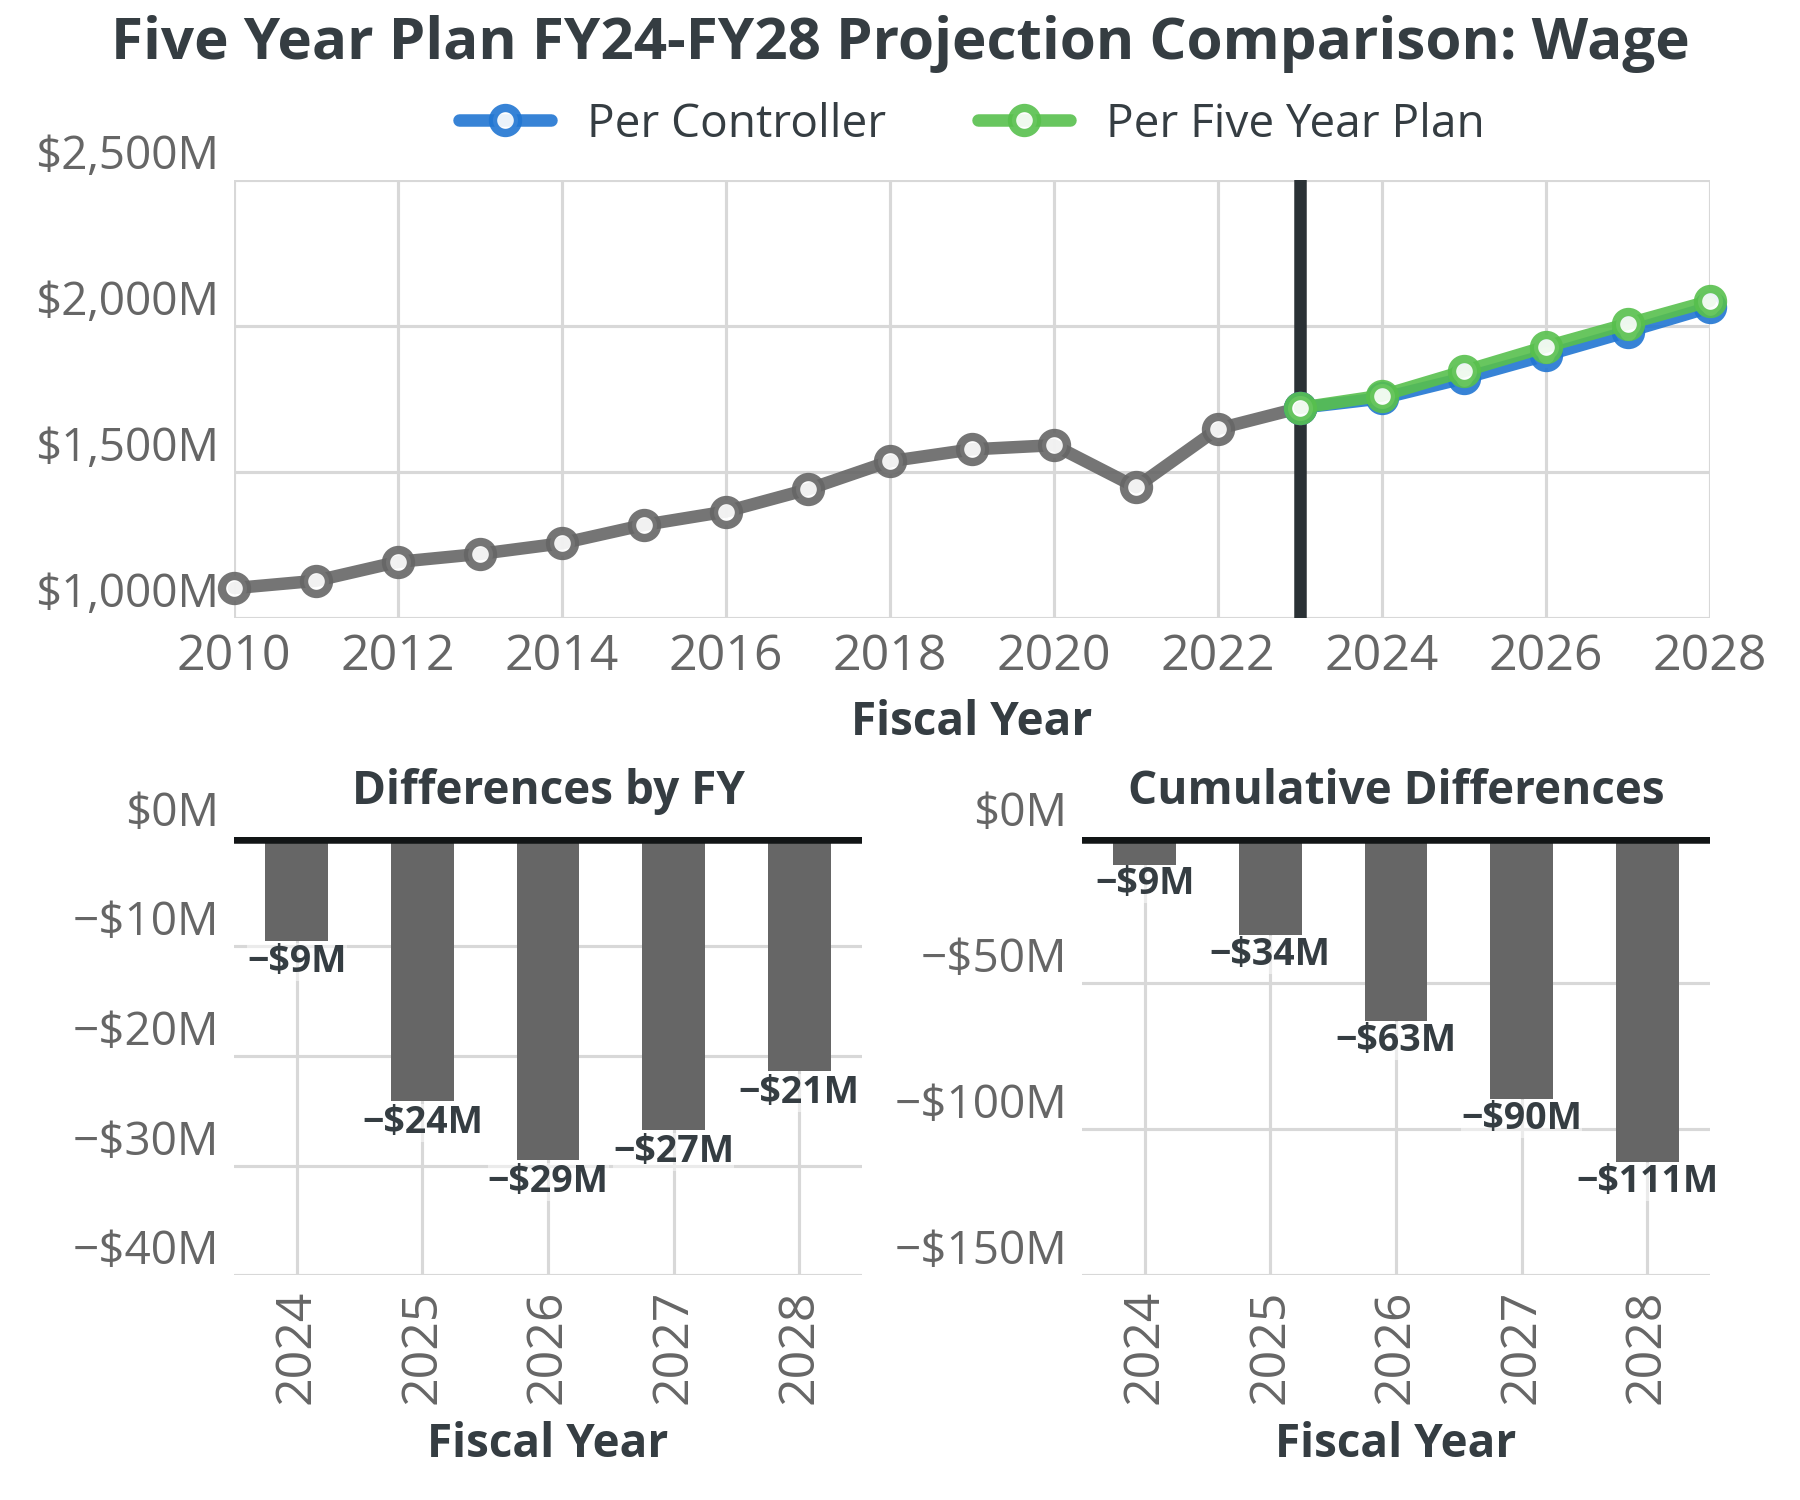 Five Year Plan FY24-FY28 Projection Comparison: Wage
Per Controller
Per Five Year Plan
$2,500M
$2,000M
$1,500M
$1,000M
2010 2012 2014 2016 2018 2020 2022 2024 2026 2028
Fiscal Year
Differences by FY
$0M
−$10M
−$20M
−$30M
−$40M
−$9M
−$24M
−$29M
−$27M
−$21M
2024 2025 2026 2027 2028
Fiscal Year
Cumulative Differences
$0M
−$50M
−$100M
−$150M
−$9M
−$34M
−$63M
−$90M
−$111M
2024 2025 2026 2027 2028
Fiscal Year